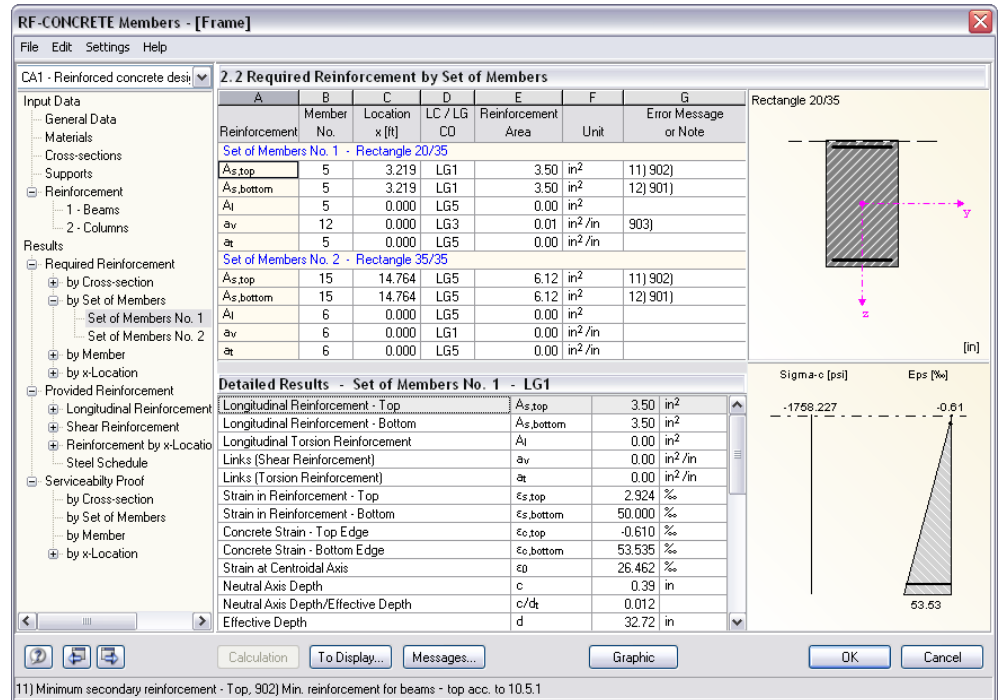 RF-CONCRETE Members - [Frame]
File Edit Settings Help
CA1 - Reinforced concrete desi
2.2 Required Reinforcement by Set of Members
Input Data
General Data
Materials
Cross-sections
Supports
Reinforcement
1 - Beams
2 - Columns
Results
Required Reinforcement
by Cross-section
by Set of Members
Set of Members No. 1
Set of Members No. 2
by Member
by x-Location
Provided Reinforcement
Longitudinal Reinforcement
Shear Reinforcement
Reinforcement by x-Locatio
Steel Schedule
Serviceabilty Proof
by Cross-section
by Set of Members
by Member
by x-Location
A B C D E F G
Member Location LC / LG Reinforcement Error Message
Reinforcement No. x [ft] CO Area Unit or Note
Set of Members No. 1 - Rectangle 20/35
As,top 5 3.219 LG1 3.50 in2 11) 902)
As,bottom 5 3.219 LG1 3.50 in2 12) 901)
Al 5 0.000 LG5 0.00 in2
av 12 0.000 LG3 0.01 in2/in 903)
at 5 0.000 LG5 0.00 in2/in
Set of Members No. 2 - Rectangle 35/35
As,top 15 14.764 LG5 6.12 in2 11) 902)
As,bottom 15 14.764 LG5 6.12 in2 12) 901)
Al 6 0.000 LG5 0.00 in2
av 6 0.000 LG1 0.00 in2/in
at 6 0.000 LG5 0.00 in2/in
Rectangle 20/35
y
z
[in]
Detailed Results - Set of Members No. 1 - LG1
Longitudinal Reinforcement - Top As,top 3.50 in2
Longitudinal Reinforcement - Bottom As,bottom 3.50 in2
Longitudinal Torsion Reinforcement Al 0.00 in2
Links (Shear Reinforcement) av 0.00 in2/in
Links (Torsion Reinforcement) at 0.00 in2/in
Strain in Reinforcement - Top εs,top 2.924 ‰
Strain in Reinforcement - Bottom εs,bottom 50.000 ‰
Concrete Strain - Top Edge εc,top -0.610 ‰
Concrete Strain - Bottom Edge εc,bottom 53.535 ‰
Strain at Centroidal Axis ε0 26.462 ‰
Neutral Axis Depth c 0.39 in
Neutral Axis Depth/Effective Depth c/dt 0.012
Effective Depth d 32.72 in
Sigma-c [psi] Eps [‰]
-1758.227 -0.61
53.53
Calculation To Display... Messages... Graphic OK Cancel
11) Minimum secondary reinforcement - Top, 902) Min. reinforcement for beams - top acc. to 10.5.1